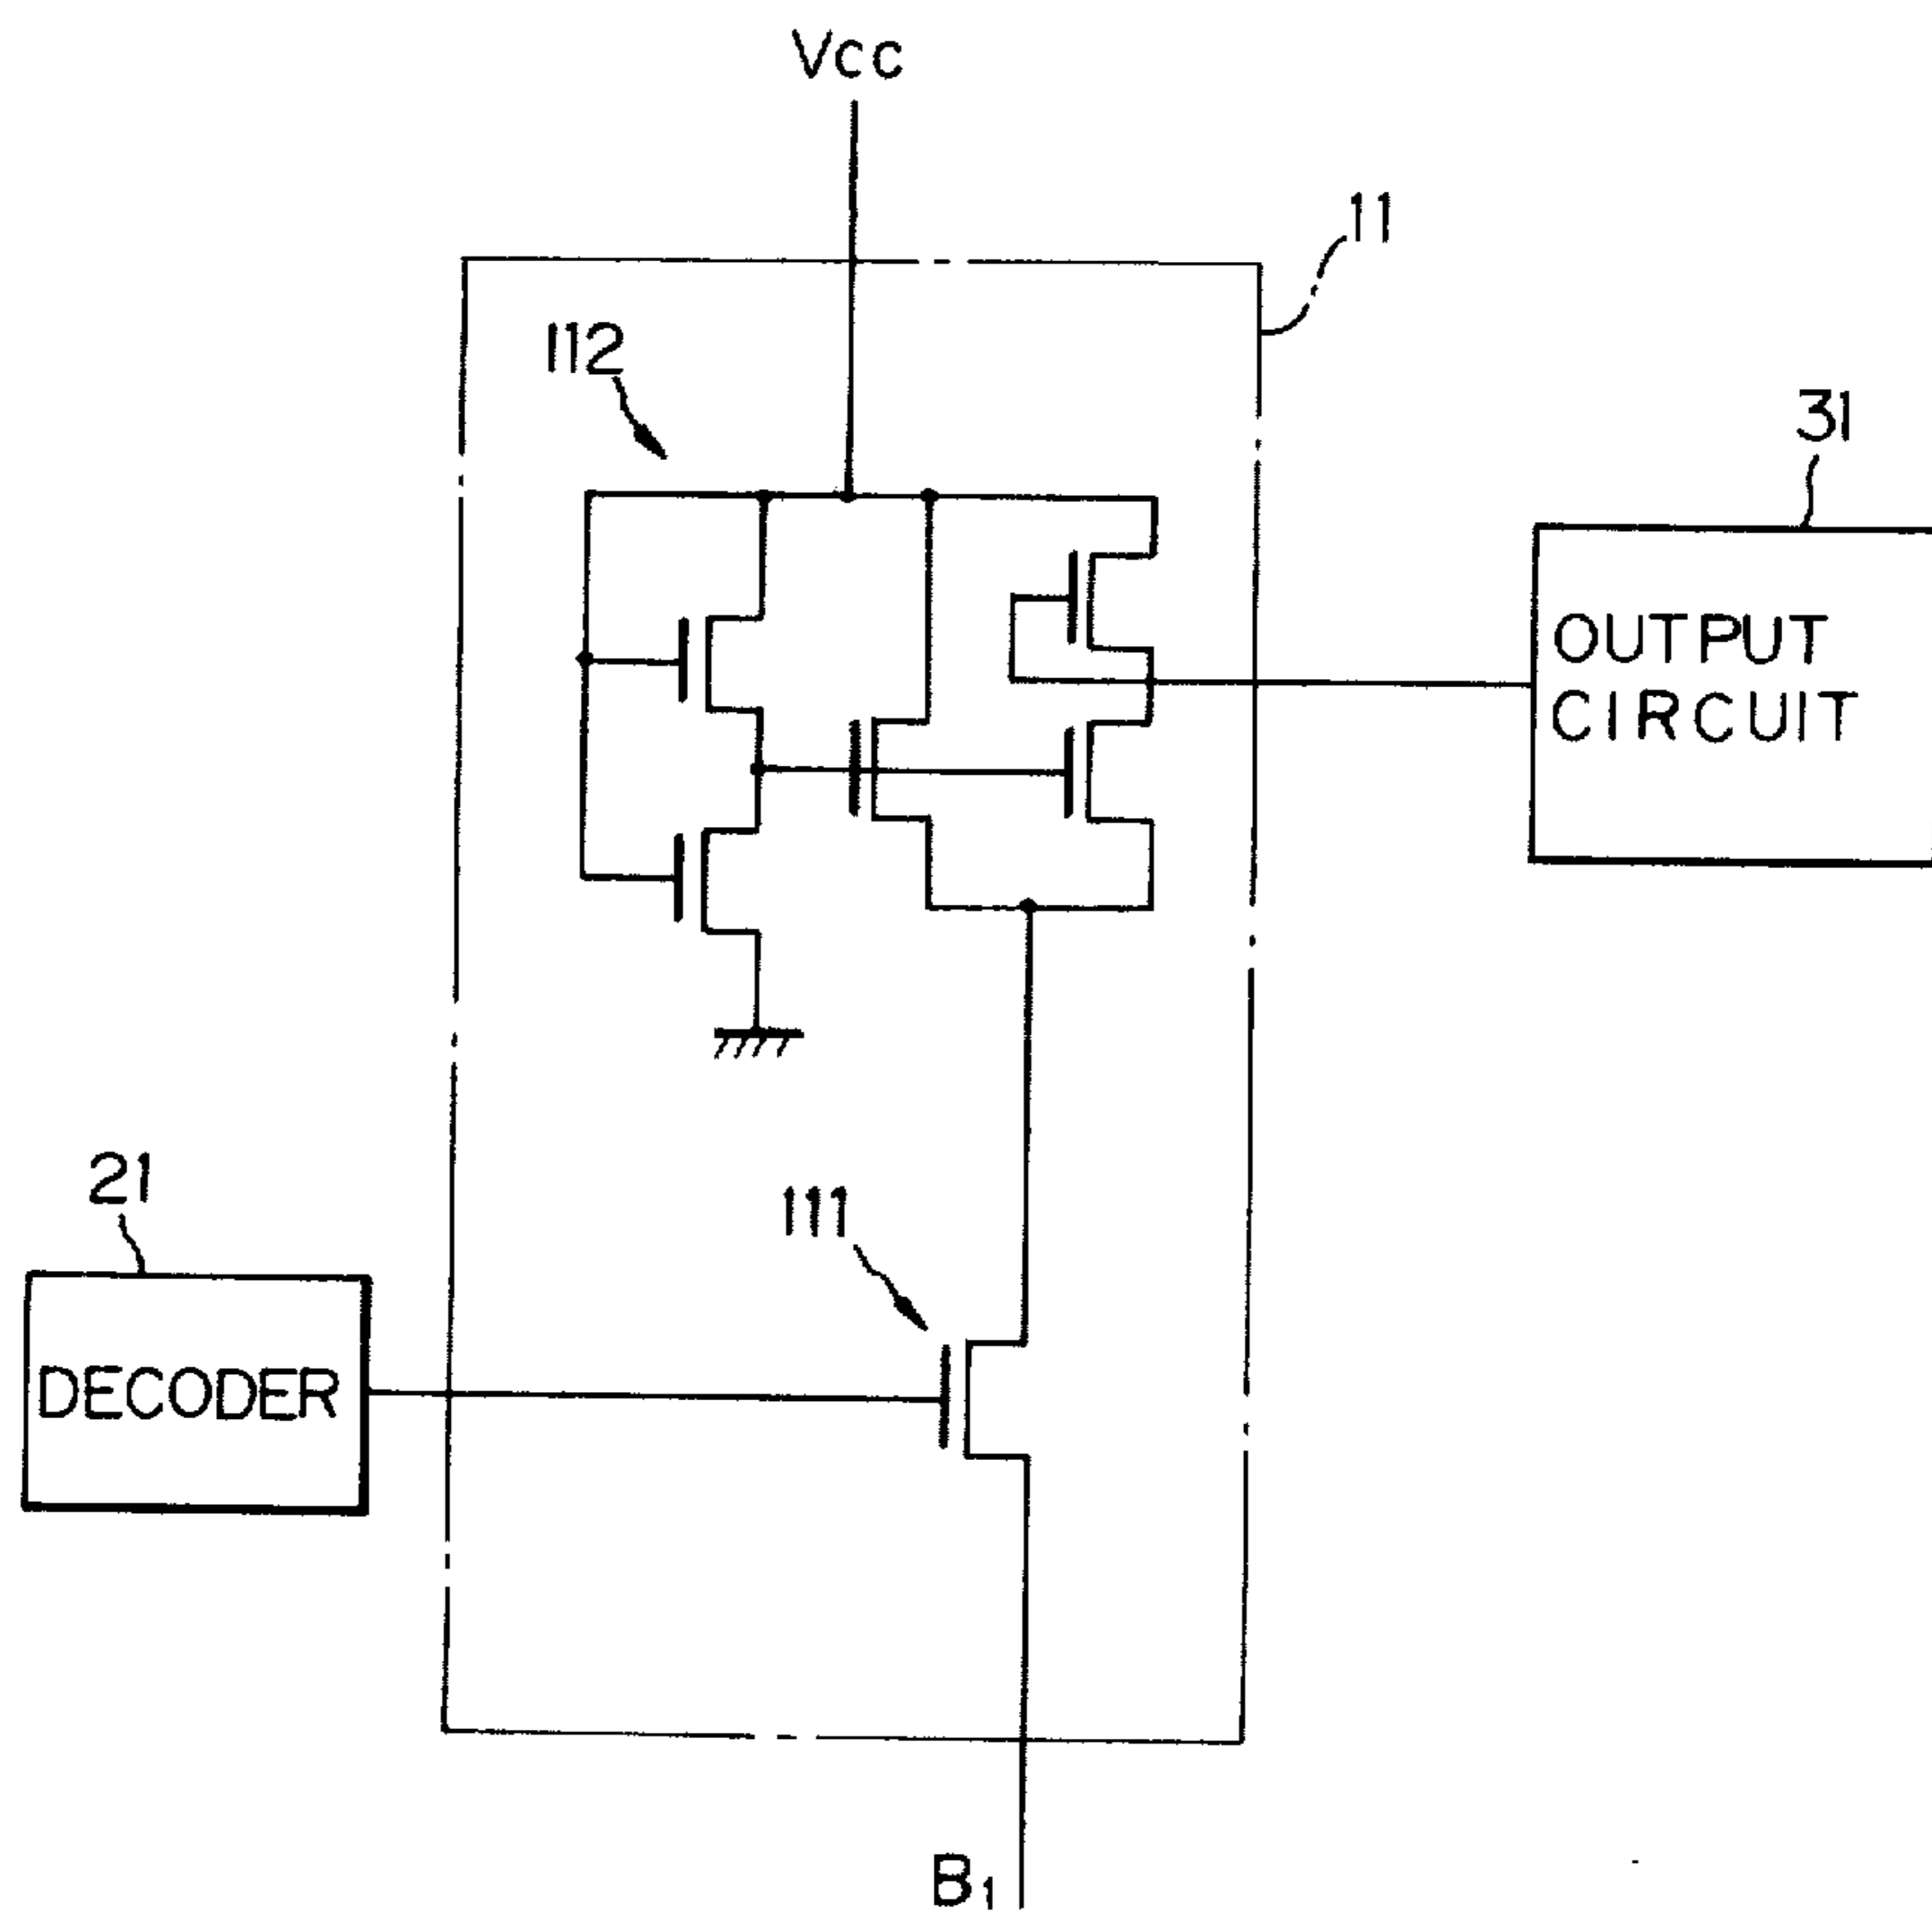 Vcc
11
112
31
OUTPUT
CIRCUIT
21
111
DECODER
B1